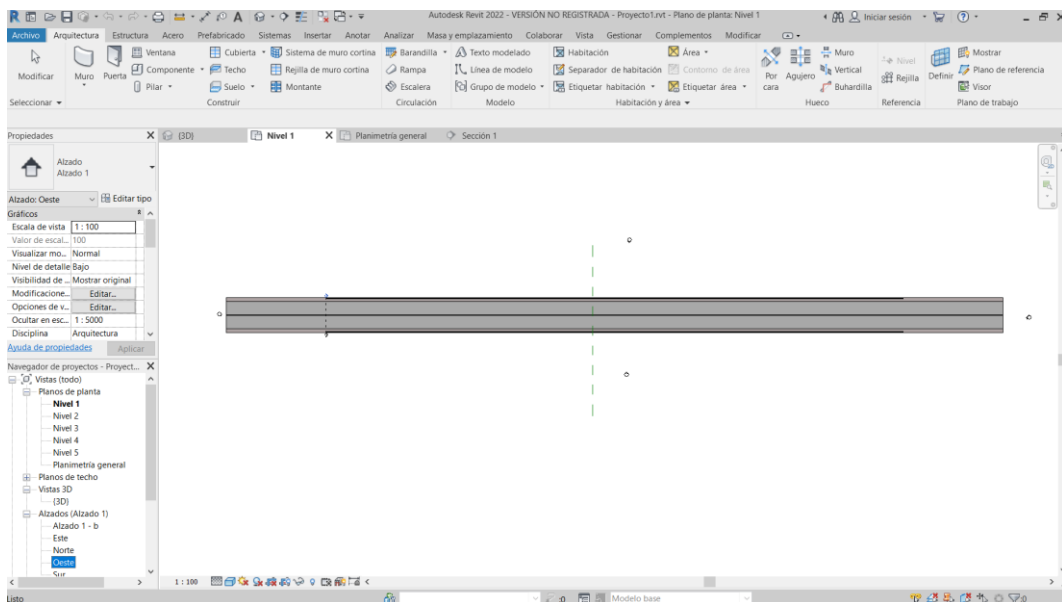 Autodesk Revit 2022 - VERSIÓN NO REGISTRADA - Proyecto1.rvt - Plano de planta: Nivel 1 Iniciar sesión
Archivo Arquitectura Estructura Acero Prefabricado Sistemas Insertar Anotar Analizar Masa y emplazamiento Colaborar Vista Gestionar Complementos Modificar
Ventana Cubierta Sistema de muro cortina Barandilla Texto modelado Habitación Área Muro Nivel Mostrar
Modificar Muro Puerta Componente Techo Rejilla de muro cortina Rampa Línea de modelo Separador de habitación Contorno de área Por cara Agujero Vertical Rejilla Definir Plano de referencia
Pilar Suelo Montante Escalera Grupo de modelo Etiquetar habitación Etiquetar área Buhardilla Visor
Seleccionar Construir Circulación Modelo Habitación y área Hueco Referencia Plano de trabajo
Propiedades {3D} Nivel 1 Planimetría general Sección 1
Alzado
Alzado 1
Alzado: Oeste Editar tipo
Gráficos
Escala de vista 1 : 100
Valor de escal... 100
Visualizar mo... Normal
Nivel de detalle Bajo
Visibilidad de ... Mostrar original
Modificacione... Editar...
Opciones de v... Editar...
Ocultar en esc... 1 : 5000
Disciplina Arquitectura
Ayuda de propiedades Aplicar
Navegador de proyectos - Proyect...
Vistas (todo)
Planos de planta
Nivel 1
Nivel 2
Nivel 3
Nivel 4
Nivel 5
Planimetría general
Planos de techo
Vistas 3D
{3D}
Alzados (Alzado 1)
Alzado 1 - b
Este
Norte
Oeste
Sur
1 : 100
Listo :0 Modelo base :0